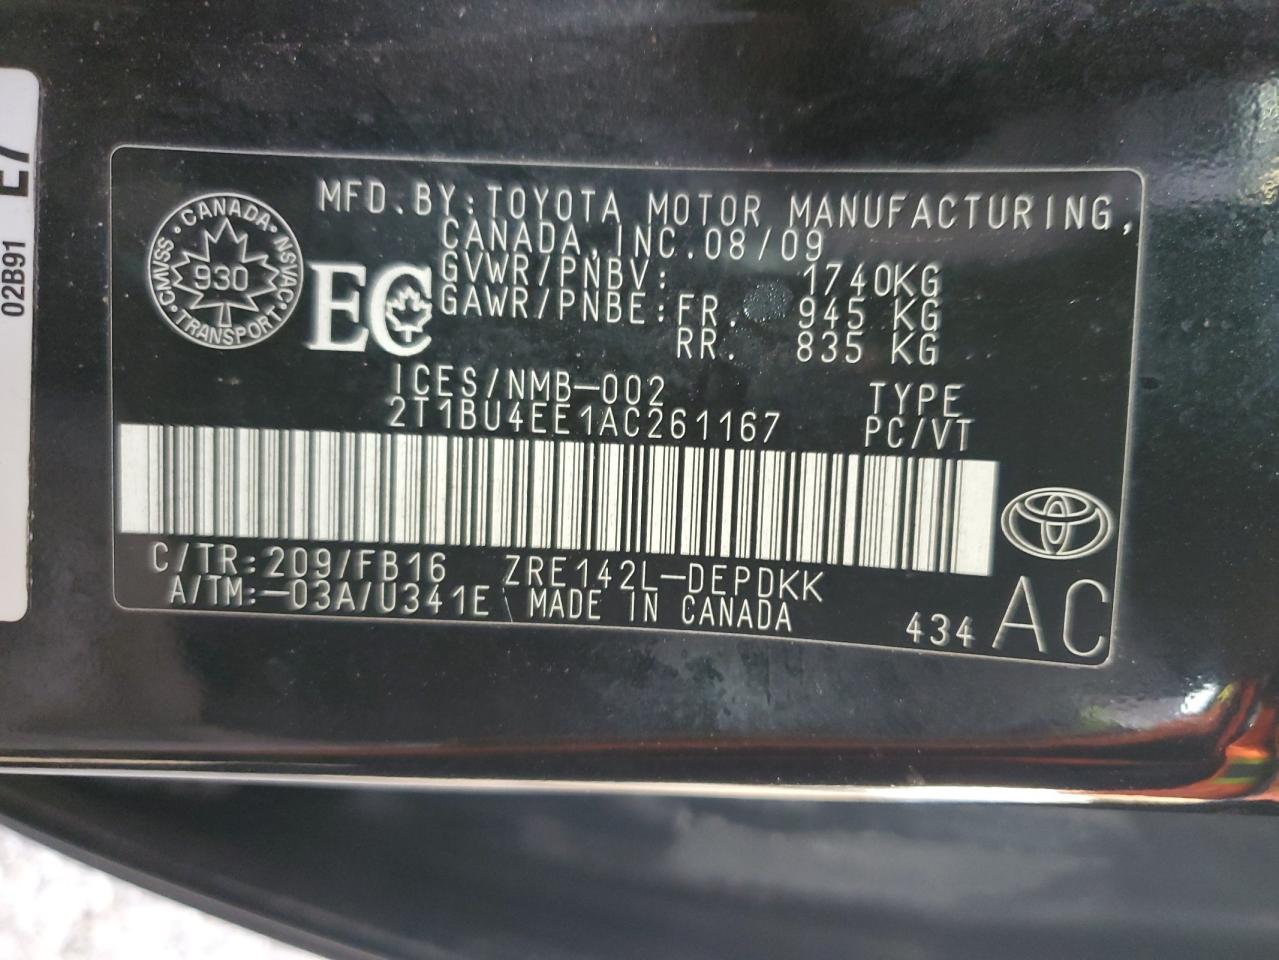 MFD.BY:TOYOTA MOTOR MANUFACTURING,
CANADA,INC.08/09
GVWR/PNBV: 1740KG
GAWR/PNBE:FR. 945 KG
RR. 835 KG
ICES/NMB-002 TYPE
2T1BU4EE1AC261167 PC/VT
C/TR:209/FB16 ZRE142L-DEPDKK
A/TM:-03A/U341E MADE IN CANADA
434 AC
CANADA
CMVSS 930 NSVAC
TRANSPORT
EC
E7
02B91